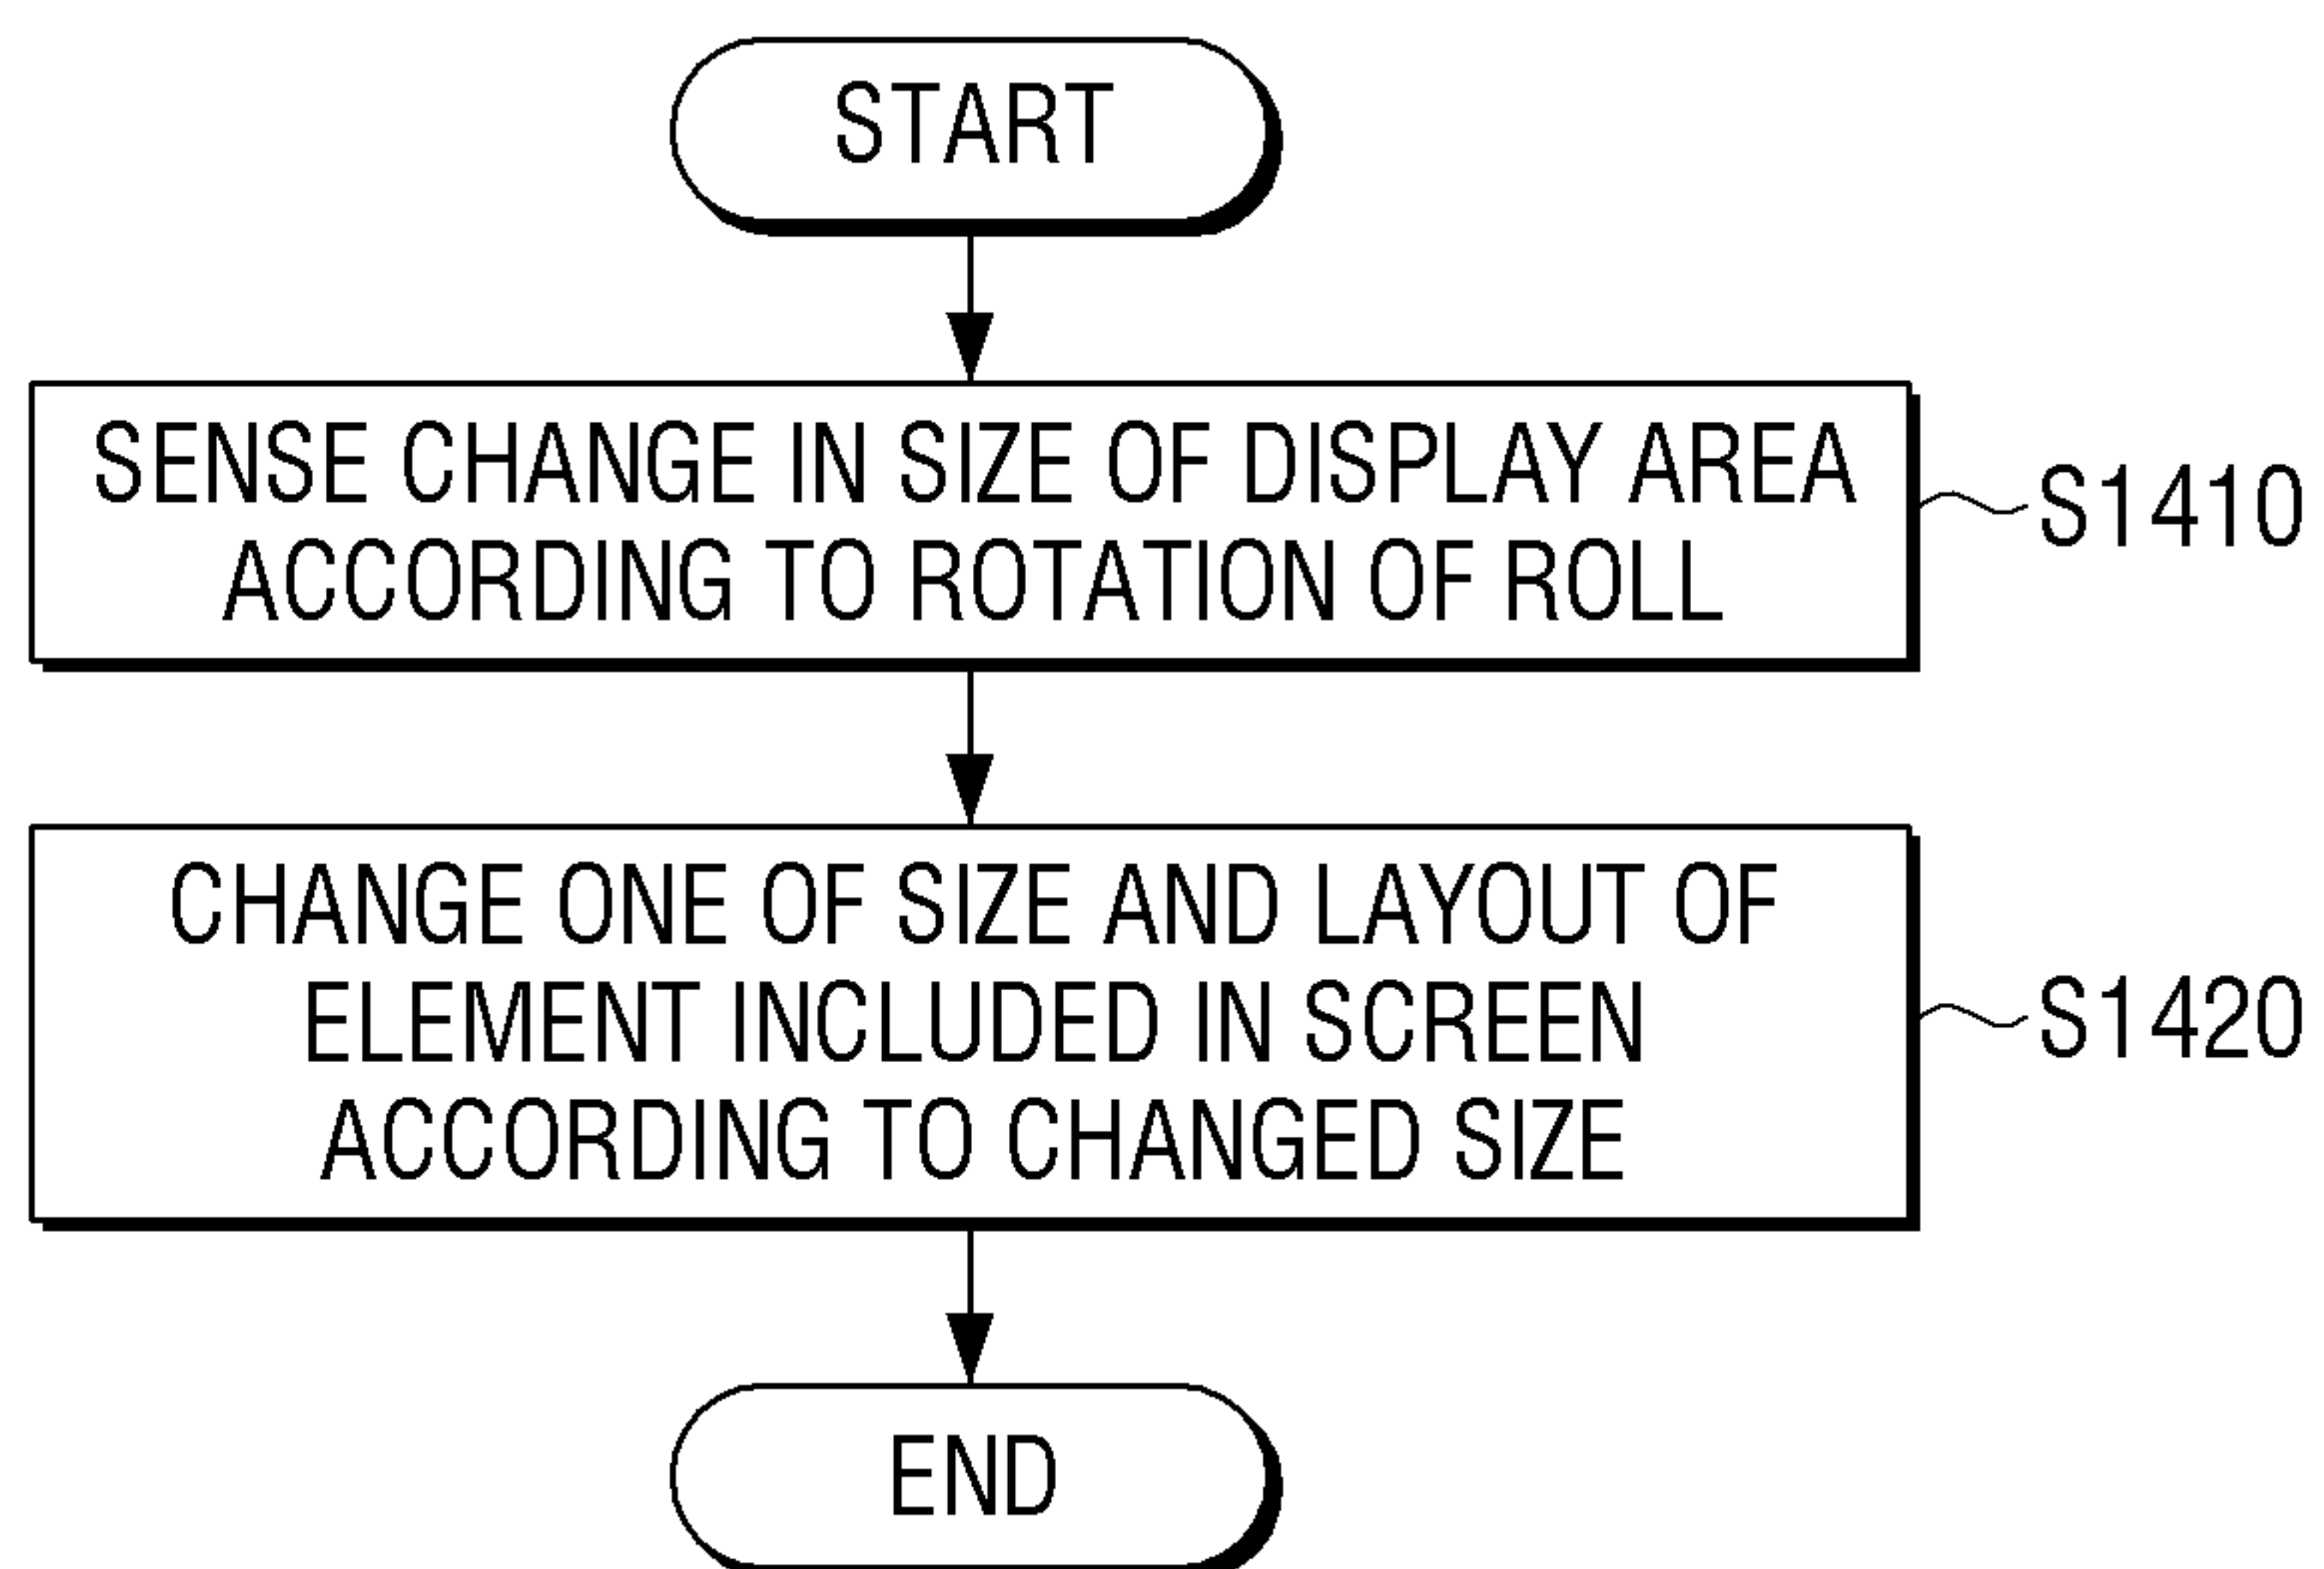 START
SENSE CHANGE IN SIZE OF DISPLAY AREA
ACCORDING TO ROTATION OF ROLL
S1410
CHANGE ONE OF SIZE AND LAYOUT OF
ELEMENT INCLUDED IN SCREEN
ACCORDING TO CHANGED SIZE
S1420
END